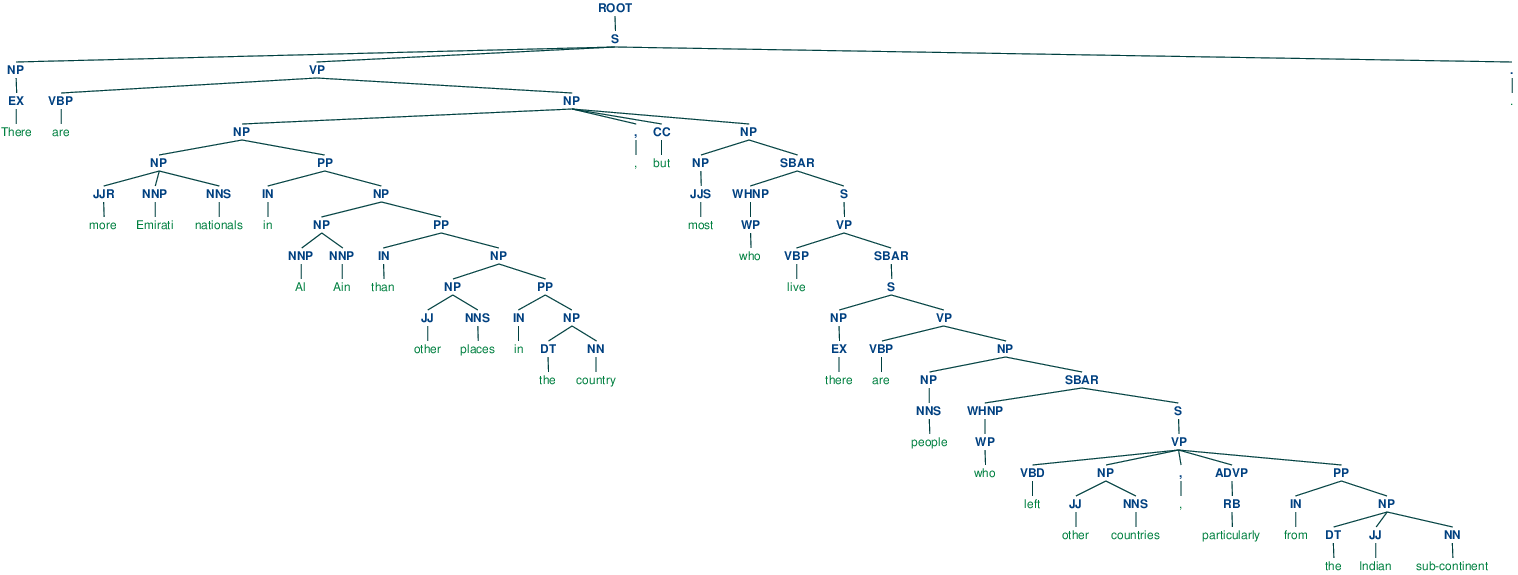 ROOT
S
NP VP .
EX VBP NP .
There are NP , CC NP
NP PP , but NP SBAR
JJR NNP NNS IN NP JJS WHNP S
more Emirati nationals in NP PP most WP VP
NNP NNP IN NP who VBP SBAR
Al Ain than NP PP live S
JJ NNS IN NP NP VP
other places in DT NN EX VBP NP
the country there are NP SBAR
NNS WHNP S
people WP VP
who VBD NP , ADVP PP
left JJ NNS , RB IN NP
other countries particularly from DT JJ NN
the Indian sub-continent